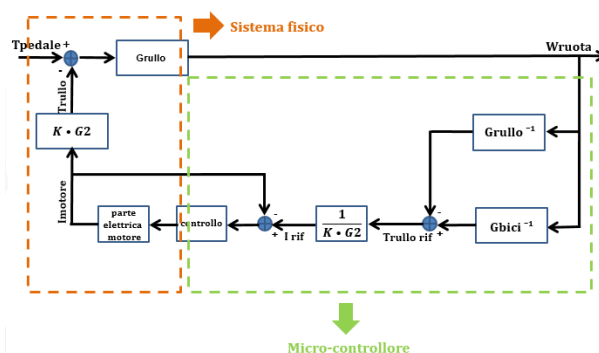 Sistema fisico
Tpedale +
Wruota
Grullo
-
Trullo
K • G2
Grullo ⁻¹
Imotore
-
-
parte
elettrica
motore
controllo
+
I rif
1
K • G2
Trullo rif
+
Gbici ⁻¹
Micro-controllore